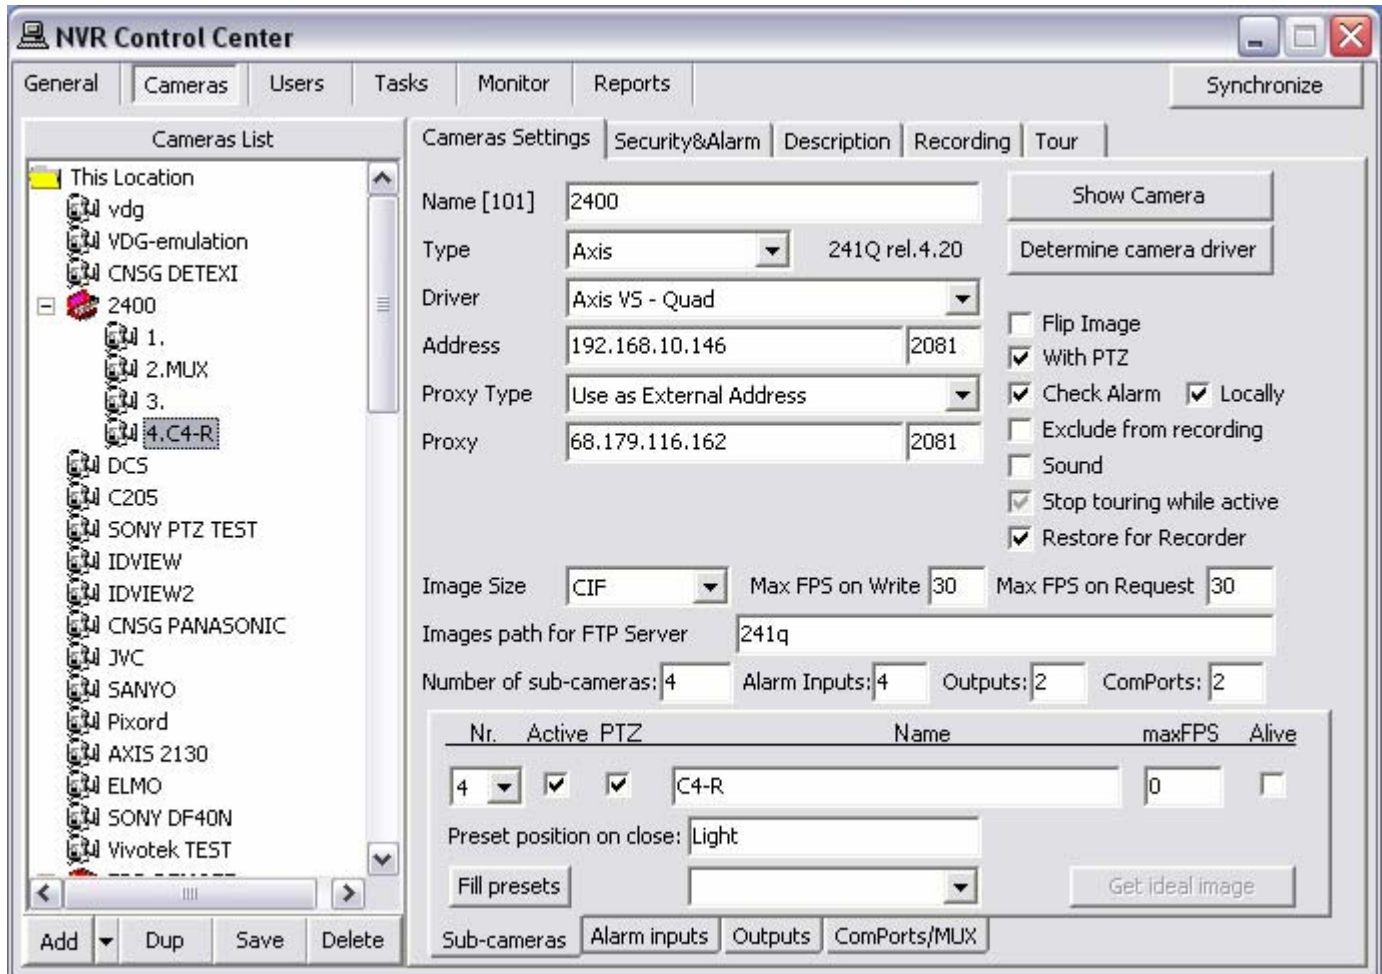 NVR Control Center
General Cameras Users Tasks Monitor Reports Synchronize
Cameras List
This Location
vdg
VDG-emulation
CNSG DETEXI
2400
1.
2.MUX
3.
4.C4-R
DCS
C205
SONY PTZ TEST
IDVIEW
IDVIEW2
CNSG PANASONIC
JVC
SANYO
Pixord
AXIS 2130
ELMO
SONY DF40N
Vivotek TEST
Add Dup Save Delete
Cameras Settings Security&Alarm Description Recording Tour
Name [101] 2400 Show Camera
Type Axis 241Q rel.4.20 Determine camera driver
Driver Axis VS - Quad
Flip Image
Address 192.168.10.146 2081
With PTZ
Proxy Type Use as External Address
Check Alarm Locally
Proxy 68.179.116.162 2081
Exclude from recording
Sound
Stop touring while active
Restore for Recorder
Image Size CIF Max FPS on Write 30 Max FPS on Request 30
Images path for FTP Server 241q
Number of sub-cameras: 4 Alarm Inputs: 4 Outputs: 2 ComPorts: 2
Nr. Active PTZ Name maxFPS Alive
4 C4-R 0
Preset position on close: Light
Fill presets Get ideal image
Sub-cameras Alarm inputs Outputs ComPorts/MUX